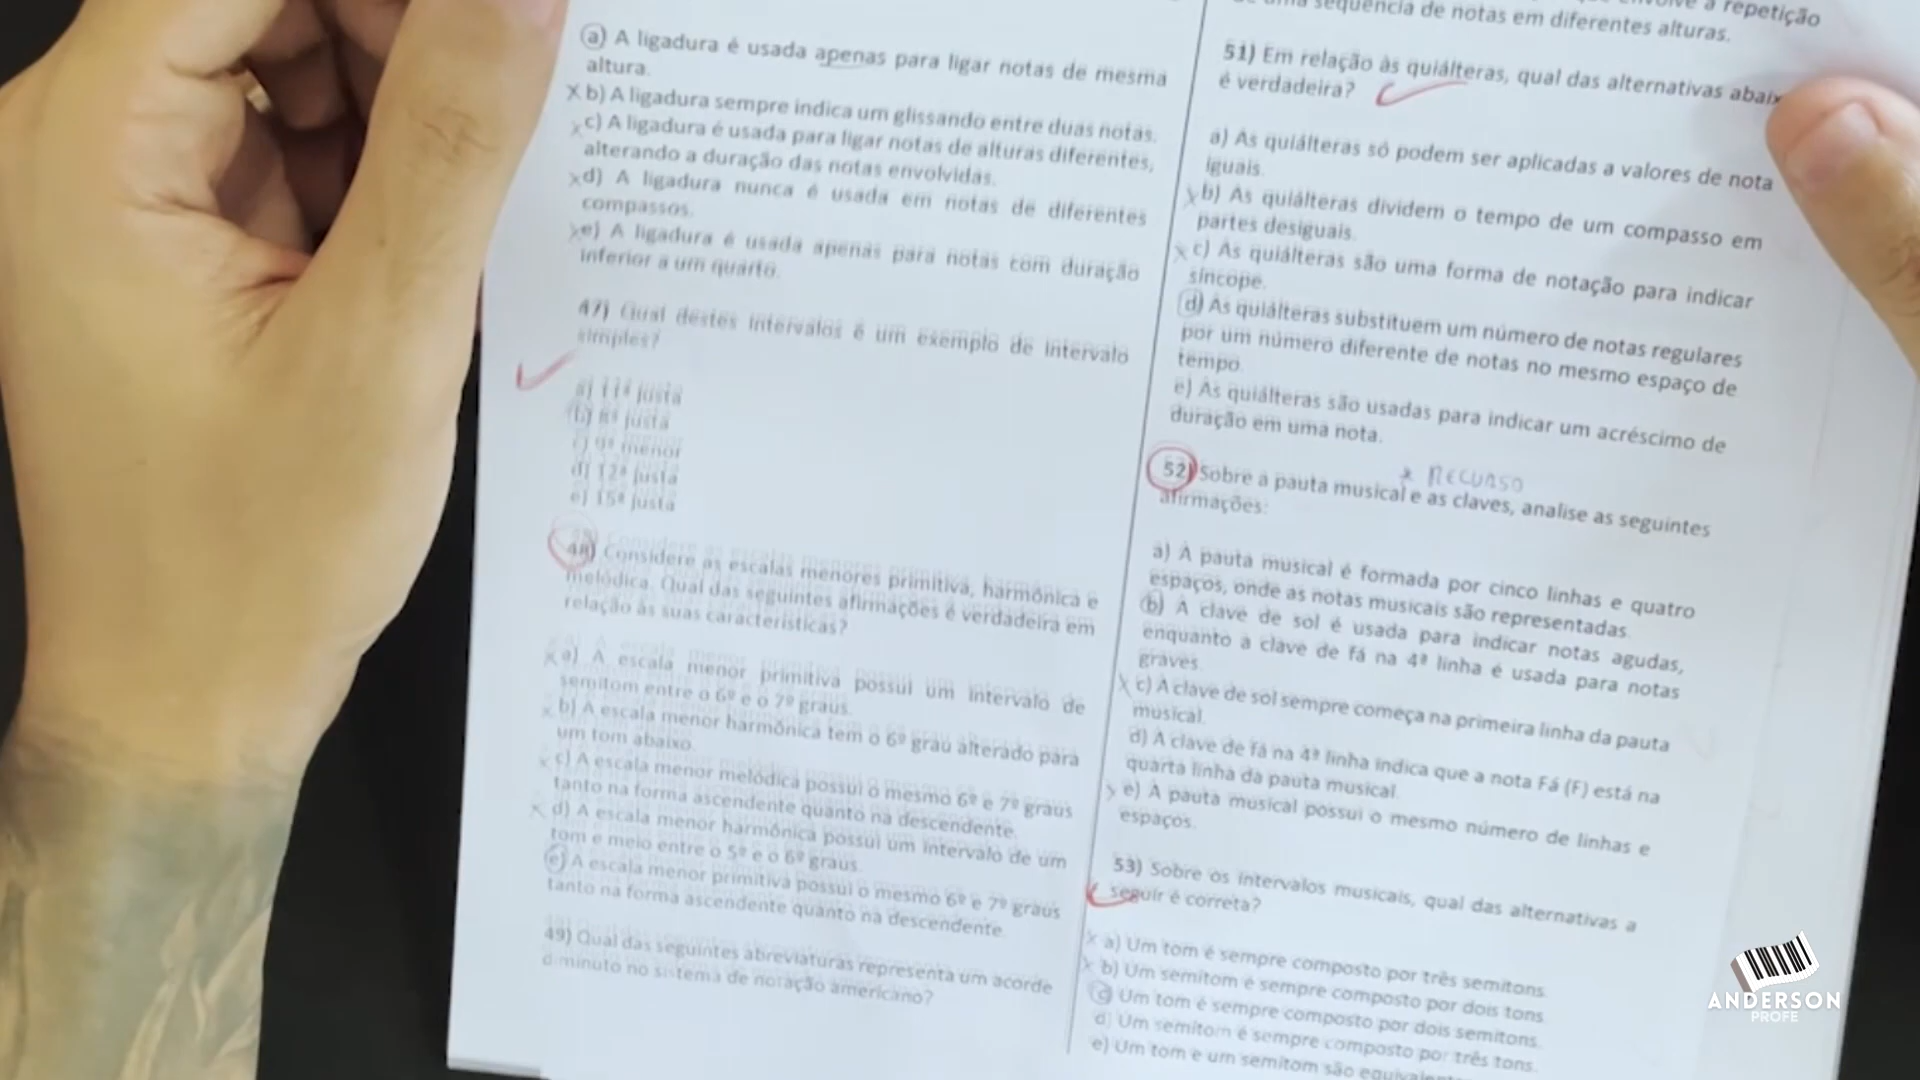 a) A ligadura é usada apenas para ligar notas de mesma
altura.
X b) A ligadura sempre indica um glissando entre duas notas.
x c) A ligadura é usada para ligar notas de alturas diferentes,
alterando a duração das notas envolvidas.
x d) A ligadura nunca é usada em notas de diferentes
compassos.
x e) A ligadura é usada apenas para notas com duração
inferior a um quarto.
47) Qual destes intervalos é um exemplo de intervalo
simples?
a) 11ª justa
b) 8ª justa
c) 9ª menor
d) 12ª justa
e) 15ª justa
48) Considere as escalas menores primitiva, harmônica e
melódica. Qual das seguintes afirmações é verdadeira em
relação às suas características?
x a) A escala menor primitiva possui um intervalo de
semitom entre o 6º e o 7º graus.
x b) A escala menor harmônica tem o 6º grau alterado para
um tom abaixo.
x c) A escala menor melódica possui o mesmo 6º e 7º graus
tanto na forma ascendente quanto na descendente.
x d) A escala menor harmônica possui um intervalo de um
tom e meio entre o 5º e o 6º graus.
e) A escala menor primitiva possui o mesmo 6º e 7º graus
tanto na forma ascendente quanto na descendente.
49) Qual das seguintes abreviaturas representa um acorde
diminuto no sistema de notação americano?
a repetição
sequência de notas em diferentes alturas.
51) Em relação às quiálteras, qual das alternativas abaix
é verdadeira?
a) As quiálteras só podem ser aplicadas a valores de nota
iguais.
x b) As quiálteras dividem o tempo de um compasso em
partes desiguais.
x c) As quiálteras são uma forma de notação para indicar
síncope.
d) As quiálteras substituem um número de notas regulares
por um número diferente de notas no mesmo espaço de
tempo.
e) As quiálteras são usadas para indicar um acréscimo de
duração em uma nota.
* RECURSO
52) Sobre a pauta musical e as claves, analise as seguintes
afirmações:
a) A pauta musical é formada por cinco linhas e quatro
espaços, onde as notas musicais são representadas.
b) A clave de sol é usada para indicar notas agudas,
enquanto a clave de fá na 4ª linha é usada para notas
graves.
x c) A clave de sol sempre começa na primeira linha da pauta
musical.
d) A clave de fá na 4ª linha indica que a nota Fá (F) está na
quarta linha da pauta musical.
x e) A pauta musical possui o mesmo número de linhas e
espaços.
53) Sobre os intervalos musicais, qual das alternativas a
seguir é correta?
x a) Um tom é sempre composto por três semitons.
x b) Um semitom é sempre composto por dois tons.
c) Um tom é sempre composto por dois semitons.
d) Um semitom é sempre composto por três tons.
e) Um tom e um semitom são
ANDERSON
PROFE